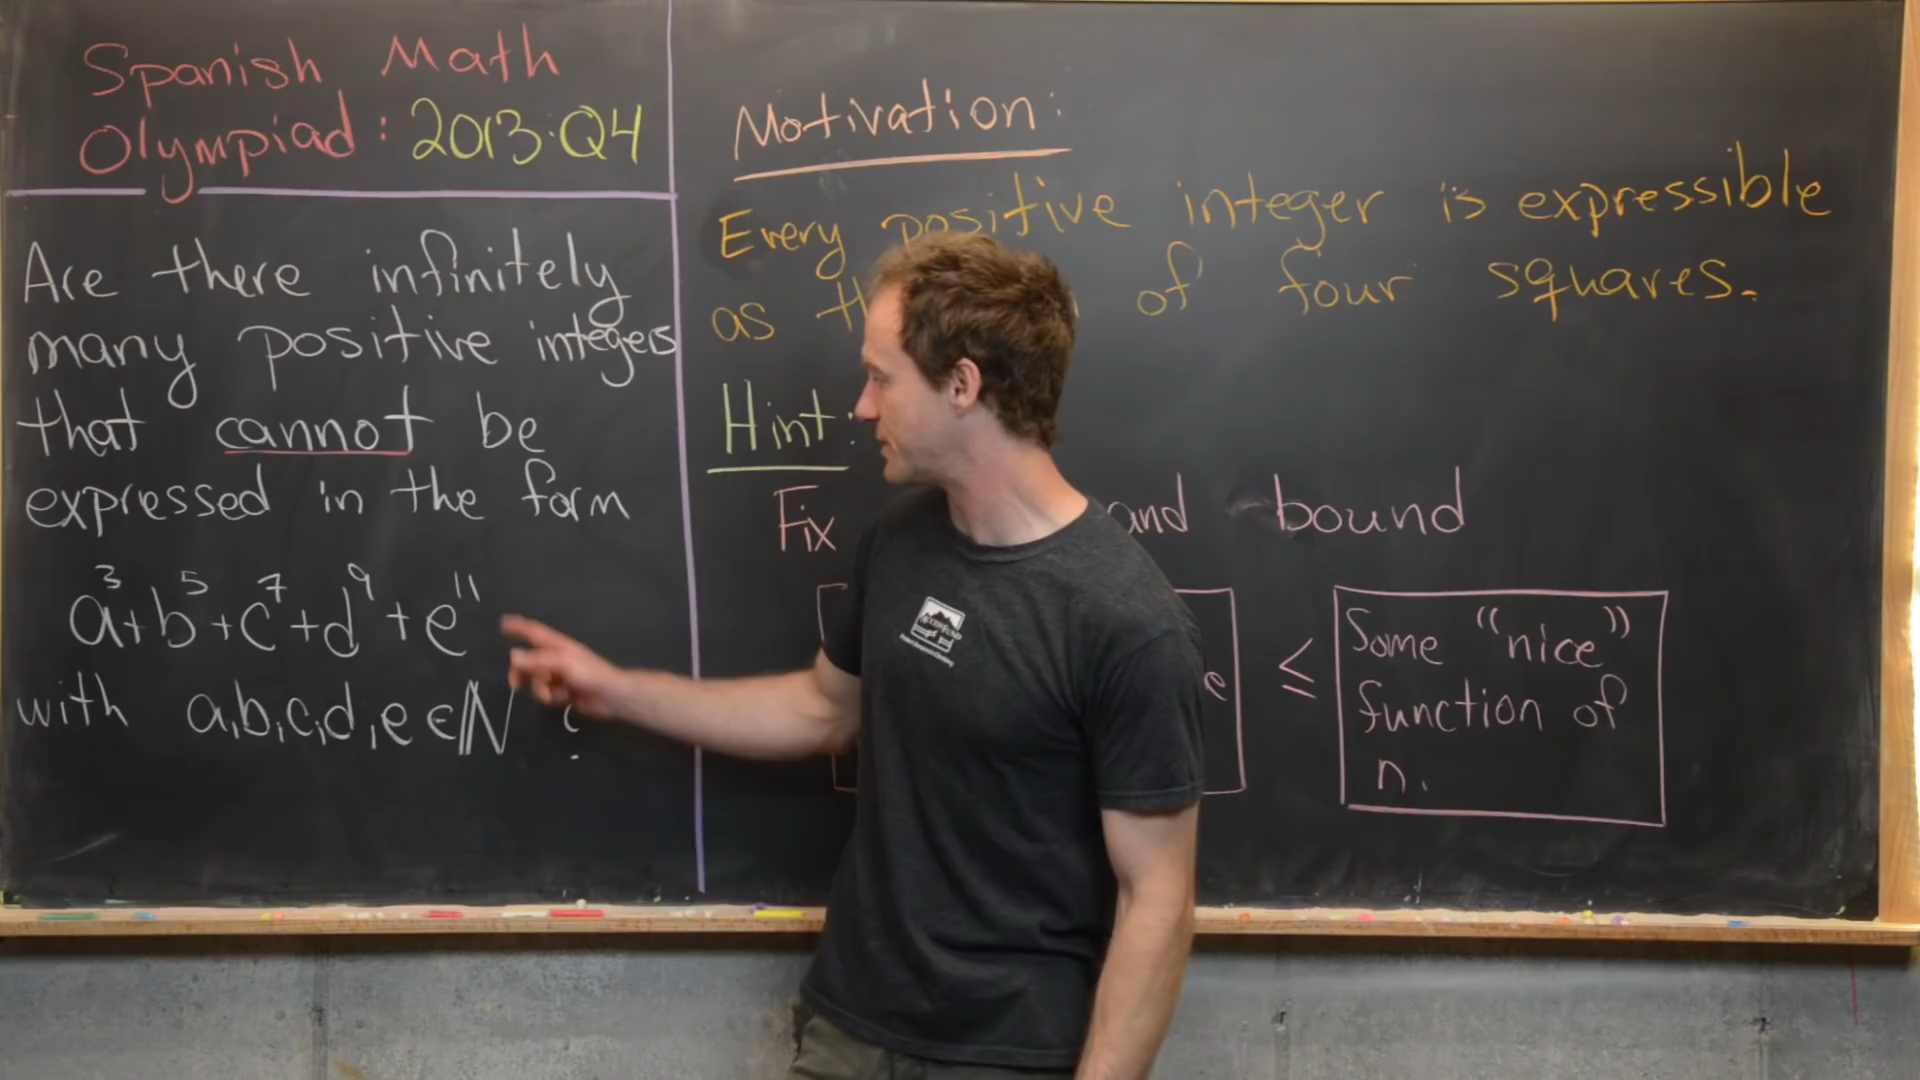 Spanish Math
Olympiad: 2013:Q4
Are there infinitely
many positive integers
that cannot be
expressed in the form
a³+b⁵+c⁷+d⁹+e¹¹
with a,b,c,d,e∈ℕ ?
Motivation:
Every positive integer is expressible
as of four squares.
Hint:
Fix and bound
≤
Some "nice"
function of
n.